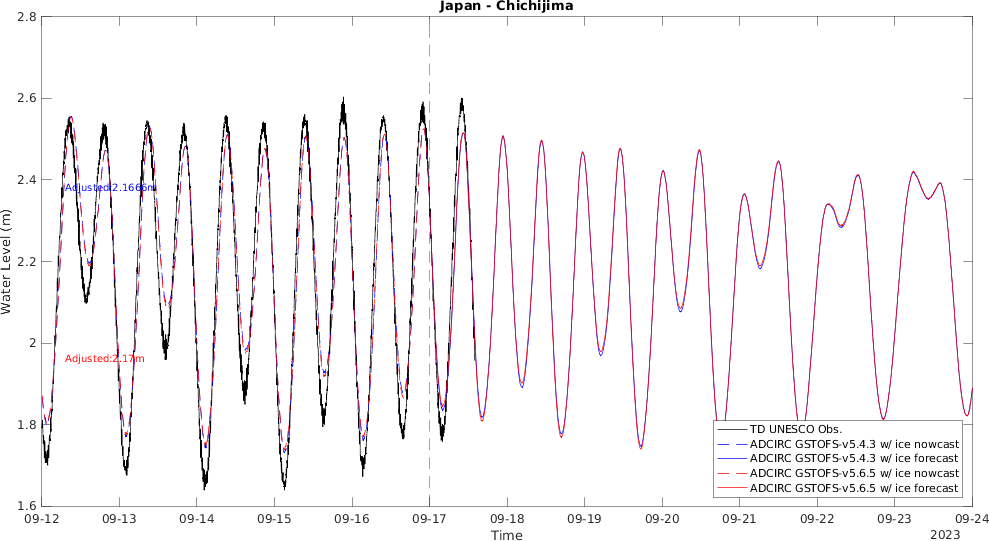 Japan - Chichijima
2.8
2.6
2.4
2.2
2
1.8
1.6
Water Level (m)
Adjusted:2.1666m
Adjusted:2.17m
TD UNESCO Obs.
ADCIRC GSTOFS-v5.4.3 w/ ice nowcast
ADCIRC GSTOFS-v5.4.3 w/ ice forecast
ADCIRC GSTOFS-v5.6.5 w/ ice nowcast
ADCIRC GSTOFS-v5.6.5 w/ ice forecast
09-12 09-13 09-14 09-15 09-16 09-17 09-18 09-19 09-20 09-21 09-22 09-23 09-24
Time
2023